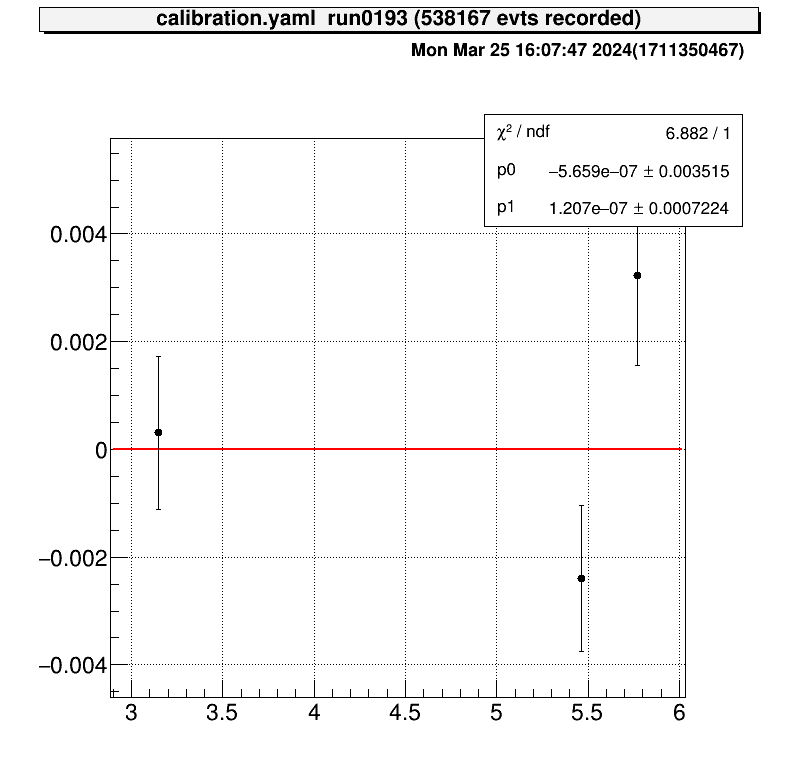 calibration.yaml  run0193 (538167 evts recorded)
Mon Mar 25 16:07:47 2024(1711350467)
χ² / ndf 6.882 / 1
p0 −5.659e−07 ± 0.003515
p1 1.207e−07 ± 0.0007224
0.004
0.002
0
−0.002
−0.004
3 3.5 4 4.5 5 5.5 6